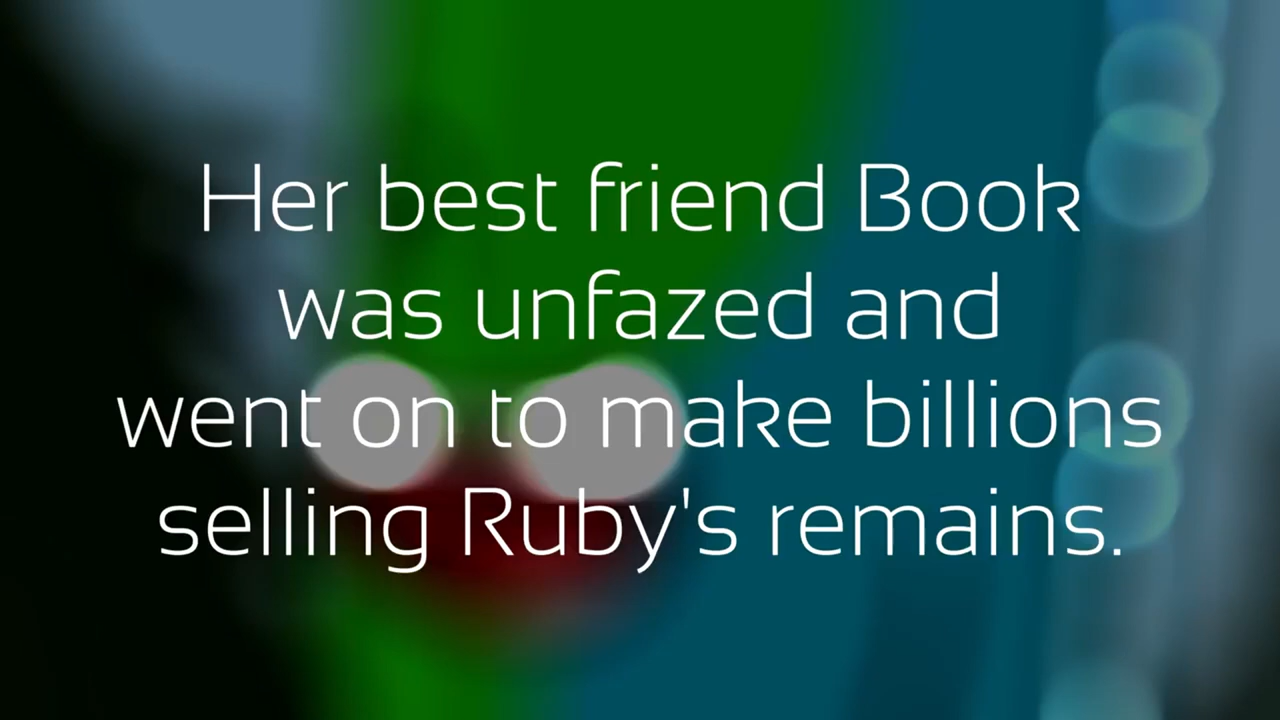 Her best friend Book
was unfazed and
went on to make billions
selling Ruby's remains.